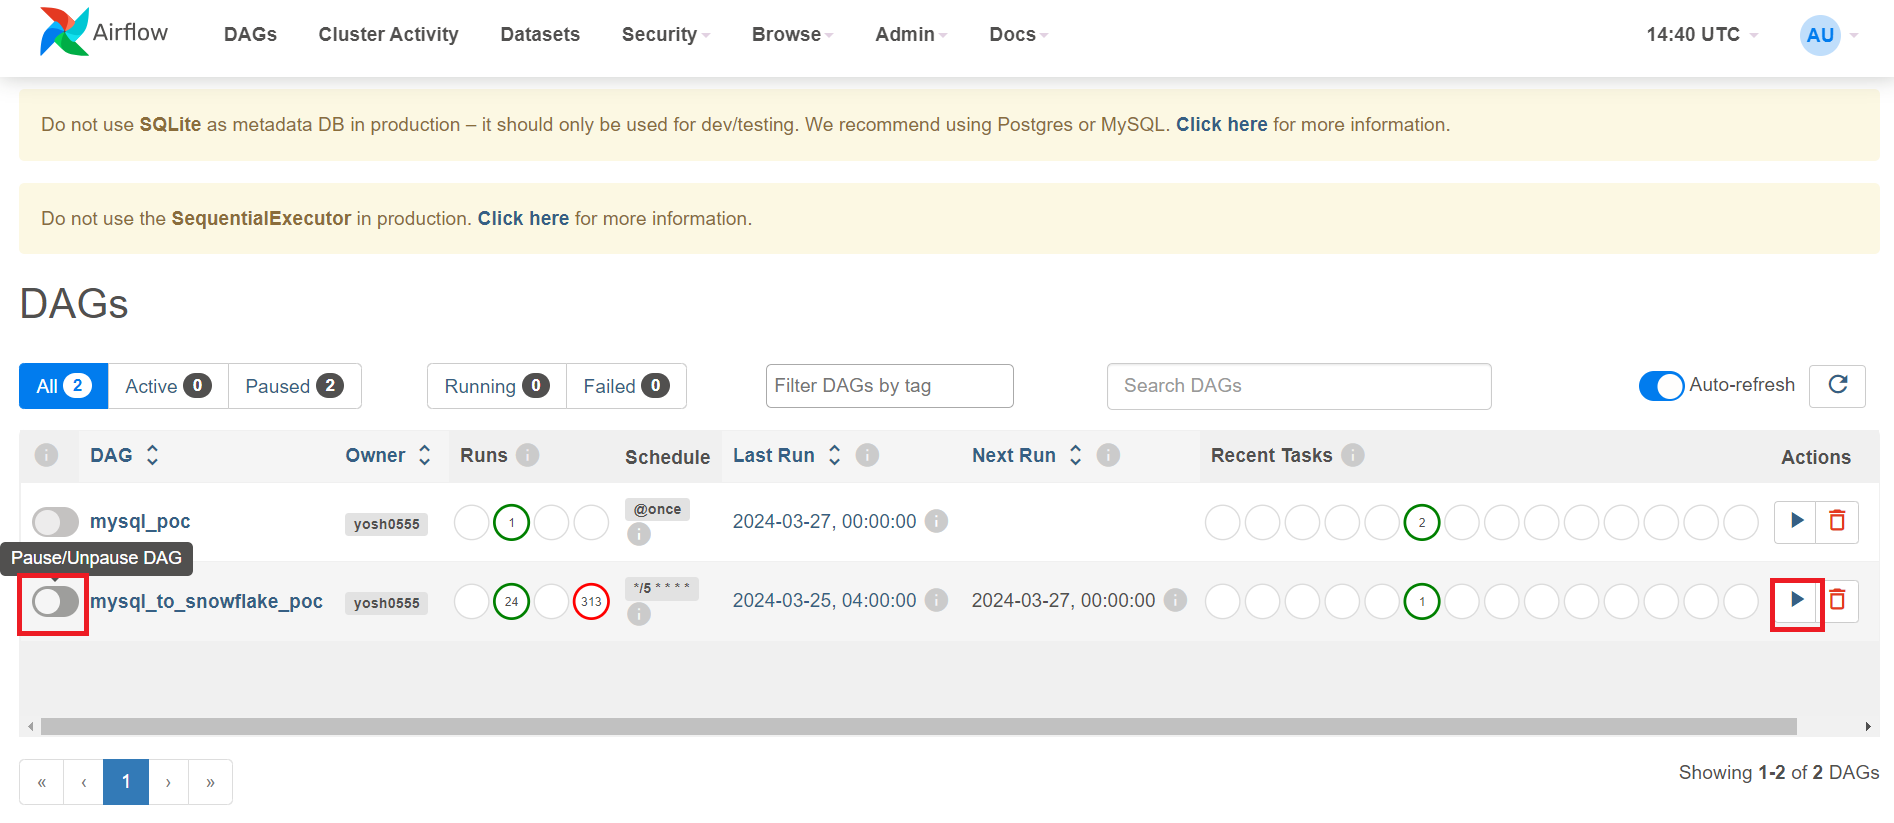 Airflow DAGs Cluster Activity Datasets Security Browse Admin Docs 14:40 UTC AU
Do not use SQLite as metadata DB in production – it should only be used for dev/testing. We recommend using Postgres or MySQL. Click here for more information.
Do not use the SequentialExecutor in production. Click here for more information.
DAGs
All 2 Active 0 Paused 2 Running 0 Failed 0 Filter DAGs by tag Search DAGs Auto-refresh
i DAG Owner Runs i Schedule Last Run i Next Run i Recent Tasks i Actions
mysql_poc yosh0555 1 @once i 2024-03-27, 00:00:00 i 2
Pause/Unpause DAG
mysql_to_snowflake_poc yosh0555 24 313 */5 * * * * i 2024-03-25, 04:00:00 i 2024-03-27, 00:00:00 i 1
« ‹ 1 › » Showing 1-2 of 2 DAGs